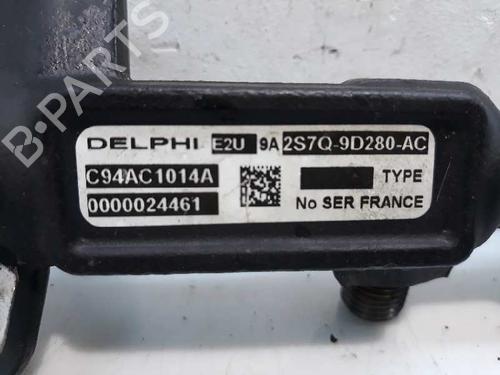 B-PARTS
DELPHI E2U 9A 2S7Q-9D280-AC
C94AC1014A TYPE
0000024461 No SER FRANCE